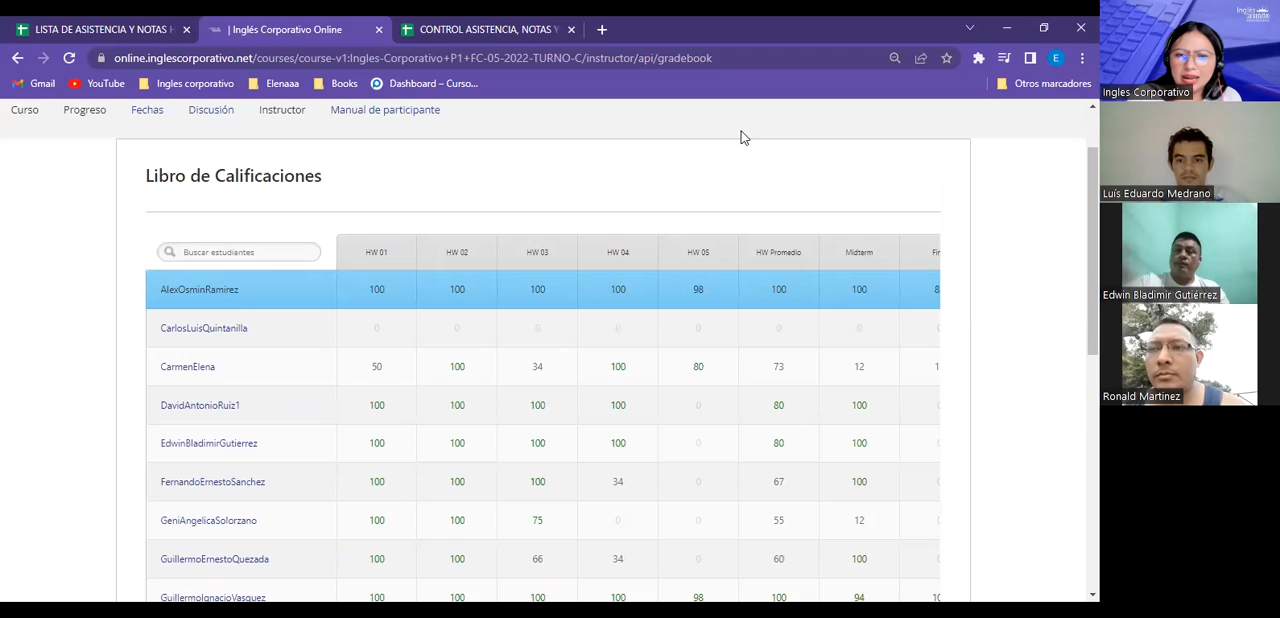 LISTA DE ASISTENCIA Y NOTAS
| Inglés Corporativo Online
CONTROL ASISTENCIA, NOTAS Y
online.inglescorporativo.net/courses/course-v1:Ingles-Corporativo+P1+FC-05-2022-TURNO-C/instructor/api/gradebook
E
Gmail YouTube Ingles corporativo Elenaaa Books Dashboard – Curso... Otros marcadores
Curso Progreso Fechas Discusión Instructor Manual de participante
Libro de Calificaciones
Buscar estudiantes HW 01 HW 02 HW 03 HW 04 HW 05 HW Promedio Midterm Fin
AlexOsminRamirez 100 100 100 100 98 100 100 8
CarlosLuisQuintanilla 0 0 0 0 0 0 0
CarmenElena 50 100 34 100 80 73 12 1
DavidAntonioRuiz1 100 100 100 100 0 80 100
EdwinBladimirGutierrez 100 100 100 100 0 80 100
FernandoErnestoSanchez 100 100 100 34 0 67 100
GeniAngelicaSolorzano 100 100 75 0 0 55 12
GuillermoErnestoQuezada 100 100 66 34 0 60 100
GuillermoIgnacioVasquez 100 100 100 100 98 100 94 10
Inglés
Ingles Corporativo
Luís Eduardo Medrano
Edwin Bladimir Gutiérrez
Ronald Martinez